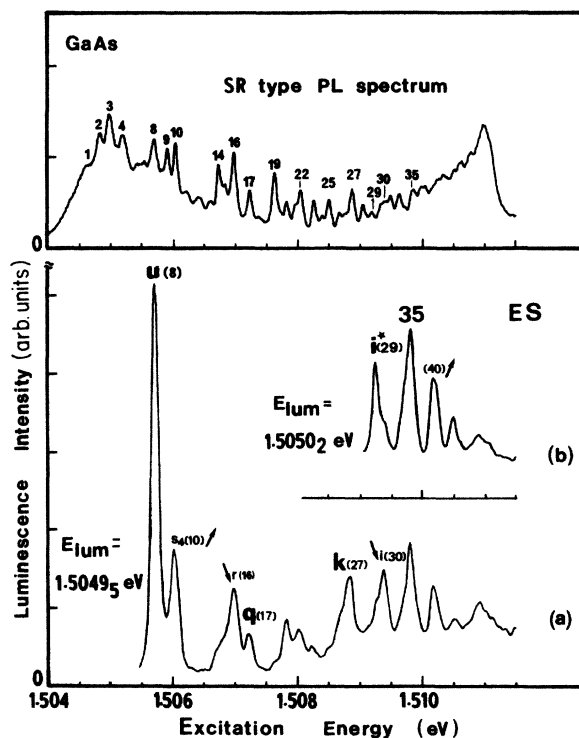 GaAs
SR type PL spectrum
1 2 3 4 8 9 10 14 16 17 19 22 25 27 29 30 35
0
u(8)
ES
35
i*(29)
(40)
Elum=
1.5050₂ eV
(b)
s₄(10)
Elum=
1.5049₅ eV
r(16)
q(17)
k(27)
i(30)
(a)
Luminescence Intensity (arb. units)
0
1.504 1.506 1.508 1.510
Excitation Energy (eV)